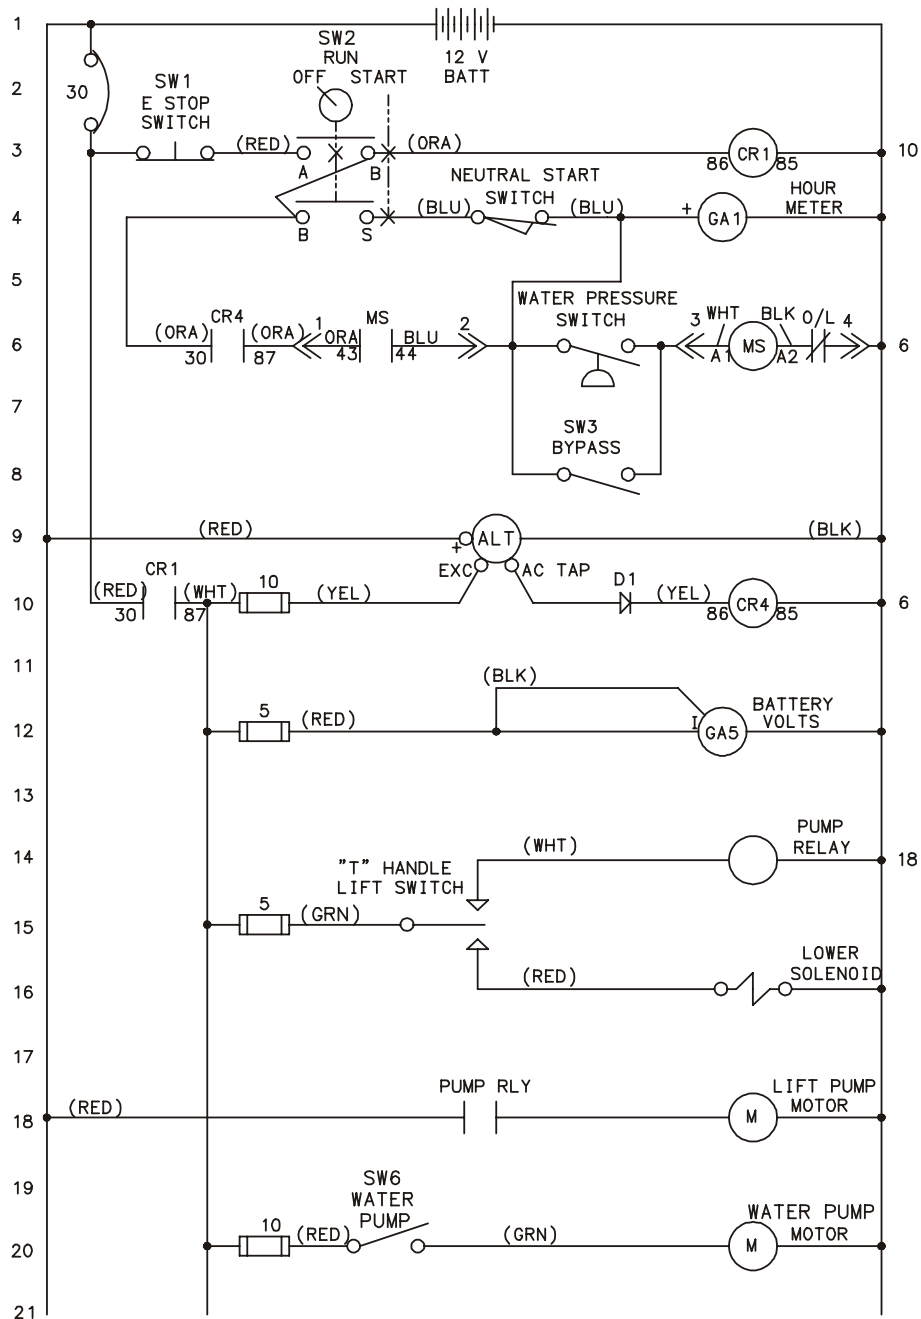 1
12 V
BATT
SW2
RUN
OFF START
2
30
SW1
E STOP
SWITCH
3
(RED)
A
B
(ORA)
86
CR1
85
10
NEUTRAL START
SWITCH
HOUR
METER
4
B
S
(BLU)
(BLU)
+
GA1
5
WATER PRESSURE
SWITCH
6
(ORA)
CR4
30
(ORA)
87
1
ORA
43
MS
BLU
44
2
3
WHT
A1
MS
BLK
A2
O/L
4
6
7
SW3
BYPASS
8
9
(RED)
+
ALT
(BLK)
EXC
AC TAP
10
(RED)
CR1
30
(WHT)
87
10
(YEL)
D1
(YEL)
86
CR4
85
6
11
(BLK)
12
5
(RED)
I
GA5
BATTERY
VOLTS
13
14
(WHT)
PUMP
RELAY
18
"T" HANDLE
LIFT SWITCH
15
5
(GRN)
16
(RED)
LOWER
SOLENOID
17
18
(RED)
PUMP RLY
M
LIFT PUMP
MOTOR
19
SW6
WATER
PUMP
20
10
(RED)
(GRN)
M
WATER PUMP
MOTOR
21